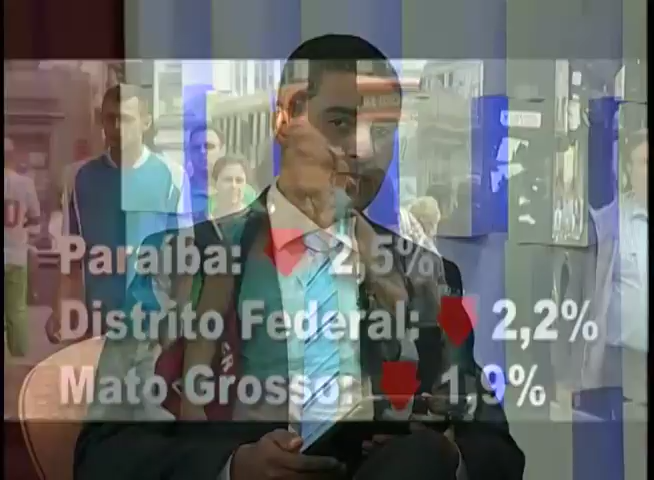 Paraíba: 2,5%
Distrito Federal: 2,2%
Mato Grosso: 1,9%